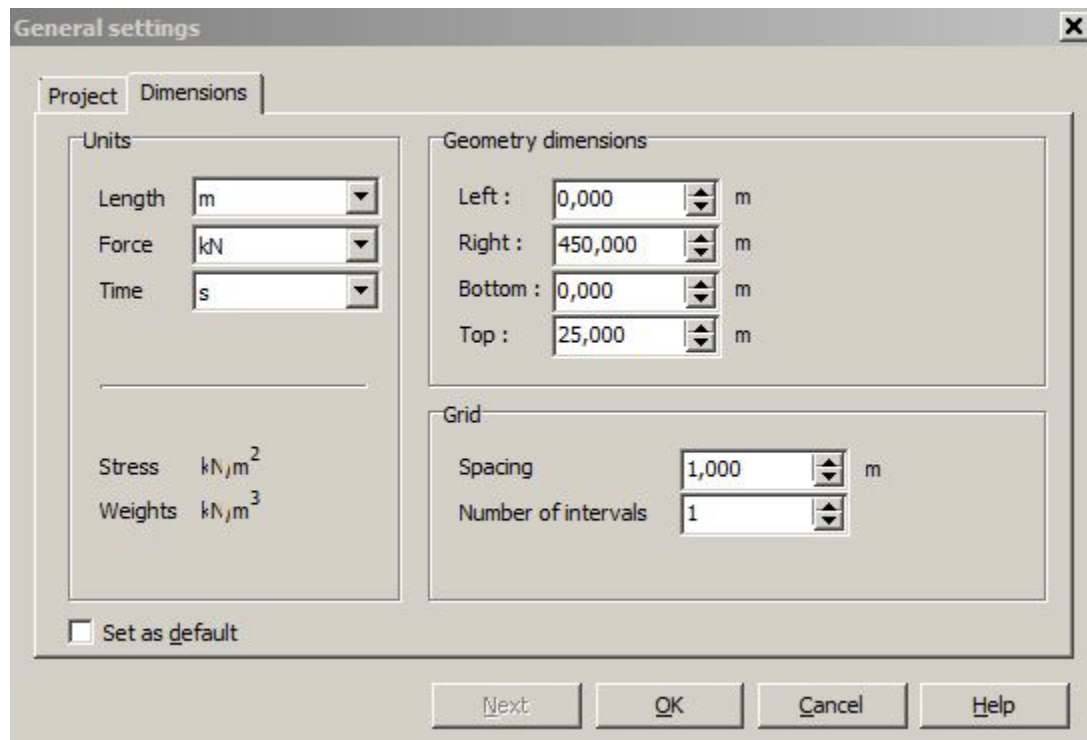 General settings
Project
Dimensions
Units
Length m
Force kN
Time s
Stress kN/m²
Weights kN/m³
Geometry dimensions
Left : 0,000 m
Right : 450,000 m
Bottom : 0,000 m
Top : 25,000 m
Grid
Spacing 1,000 m
Number of intervals 1
Set as default
Next OK Cancel Help